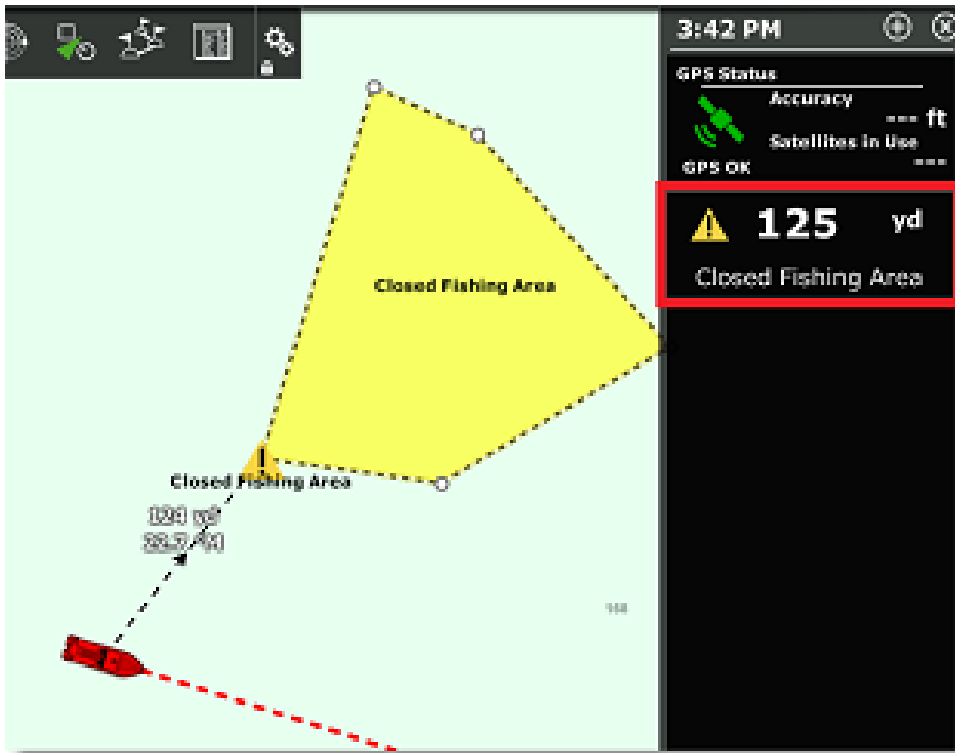 3:42 PM
GPS Status
Accuracy
--- ft
Satellites in Use
---
GPS OK
125 yd
Closed Fishing Area
Closed Fishing Area
Closed Fishing Area